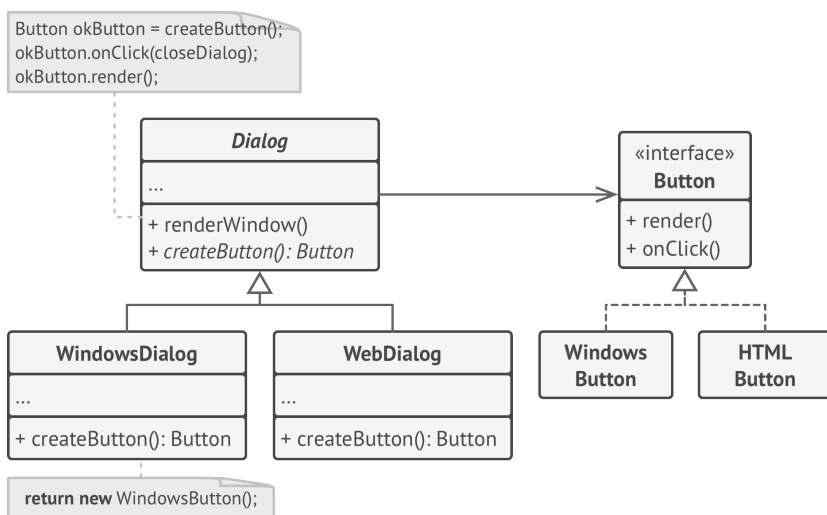 Button okButton = createButton();
okButton.onClick(closeDialog);
okButton.render();
Dialog
...
+ renderWindow()
+ createButton(): Button
«interface»
Button
+ render()
+ onClick()
WindowsDialog
...
+ createButton(): Button
WebDialog
...
+ createButton(): Button
Windows
Button
HTML
Button
return new WindowsButton();